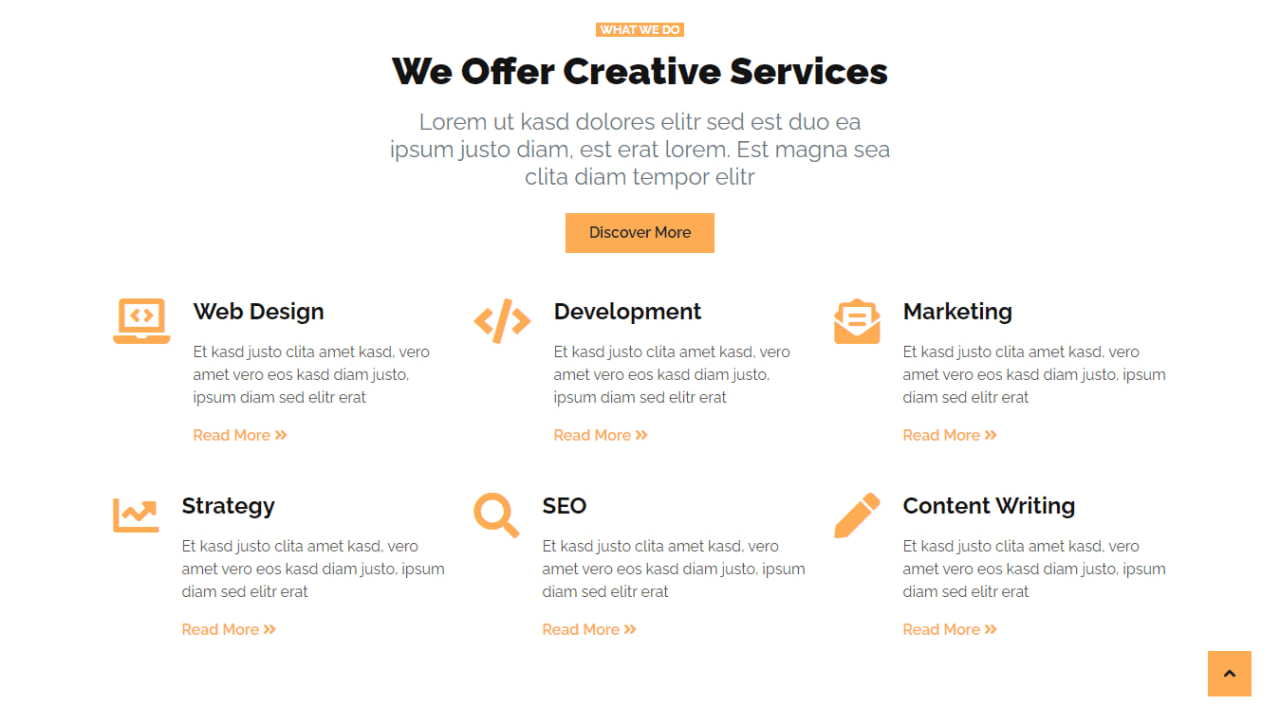 WHAT WE DO
We Offer Creative Services
Lorem ut kasd dolores elitr sed est duo ea
ipsum justo diam, est erat lorem. Est magna sea
clita diam tempor elitr
Discover More
Web Design
Et kasd justo clita amet kasd, vero
amet vero eos kasd diam justo,
ipsum diam sed elitr erat
Read More
Development
Et kasd justo clita amet kasd, vero
amet vero eos kasd diam justo,
ipsum diam sed elitr erat
Read More
Marketing
Et kasd justo clita amet kasd, vero
amet vero eos kasd diam justo, ipsum
diam sed elitr erat
Read More
Strategy
Et kasd justo clita amet kasd, vero
amet vero eos kasd diam justo, ipsum
diam sed elitr erat
Read More
SEO
Et kasd justo clita amet kasd, vero
amet vero eos kasd diam justo, ipsum
diam sed elitr erat
Read More
Content Writing
Et kasd justo clita amet kasd, vero
amet vero eos kasd diam justo, ipsum
diam sed elitr erat
Read More